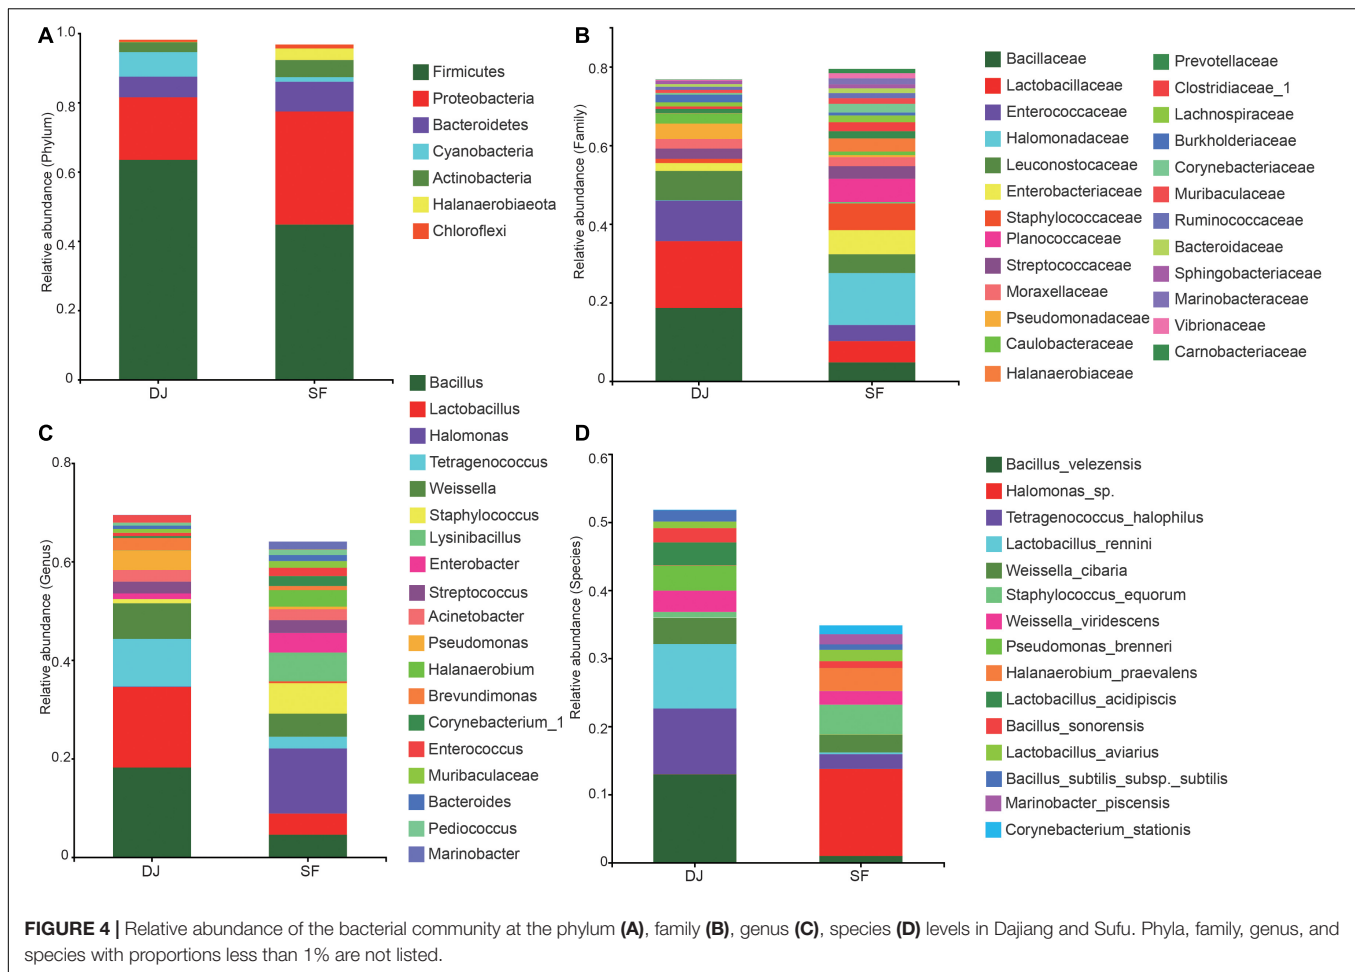 A
Relative abundance (Phylum)
1.0
0.8
0.6
0.4
0.2
0
DJ
SF
Firmicutes
Proteobacteria
Bacteroidetes
Cyanobacteria
Actinobacteria
Halanaerobiaeota
Chloroflexi
B
Relative abundance (Family)
0.8
0.6
0.4
0.2
0
DJ
SF
Bacillaceae
Lactobacillaceae
Enterococcaceae
Halomonadaceae
Leuconostocaceae
Enterobacteriaceae
Staphylococcaceae
Planococcaceae
Streptococcaceae
Moraxellaceae
Pseudomonadaceae
Caulobacteraceae
Halanaerobiaceae
Prevotellaceae
Clostridiaceae_1
Lachnospiraceae
Burkholderiaceae
Corynebacteriaceae
Muribaculaceae
Ruminococcaceae
Bacteroidaceae
Sphingobacteriaceae
Marinobacteraceae
Vibrionaceae
Carnobacteriaceae
C
Relative abundance (Genus)
0.8
0.6
0.4
0.2
0
DJ
SF
Bacillus
Lactobacillus
Halomonas
Tetragenococcus
Weissella
Staphylococcus
Lysinibacillus
Enterobacter
Streptococcus
Acinetobacter
Pseudomonas
Halanaerobium
Brevundimonas
Corynebacterium_1
Enterococcus
Muribaculaceae
Bacteroides
Pediococcus
Marinobacter
D
Relative abundance (Species)
0.6
0.5
0.4
0.3
0.2
0.1
0
DJ
SF
Bacillus_velezensis
Halomonas_sp.
Tetragenococcus_halophilus
Lactobacillus_rennini
Weissella_cibaria
Staphylococcus_equorum
Weissella_viridescens
Pseudomonas_brenneri
Halanaerobium_praevalens
Lactobacillus_acidipiscis
Bacillus_sonorensis
Lactobacillus_aviarius
Bacillus_subtilis_subsp._subtilis
Marinobacter_piscensis
Corynebacterium_stationis
FIGURE 4 | Relative abundance of the bacterial community at the phylum (A), family (B), genus (C), species (D) levels in Dajiang and Sufu. Phyla, family, genus, and
species with proportions less than 1% are not listed.